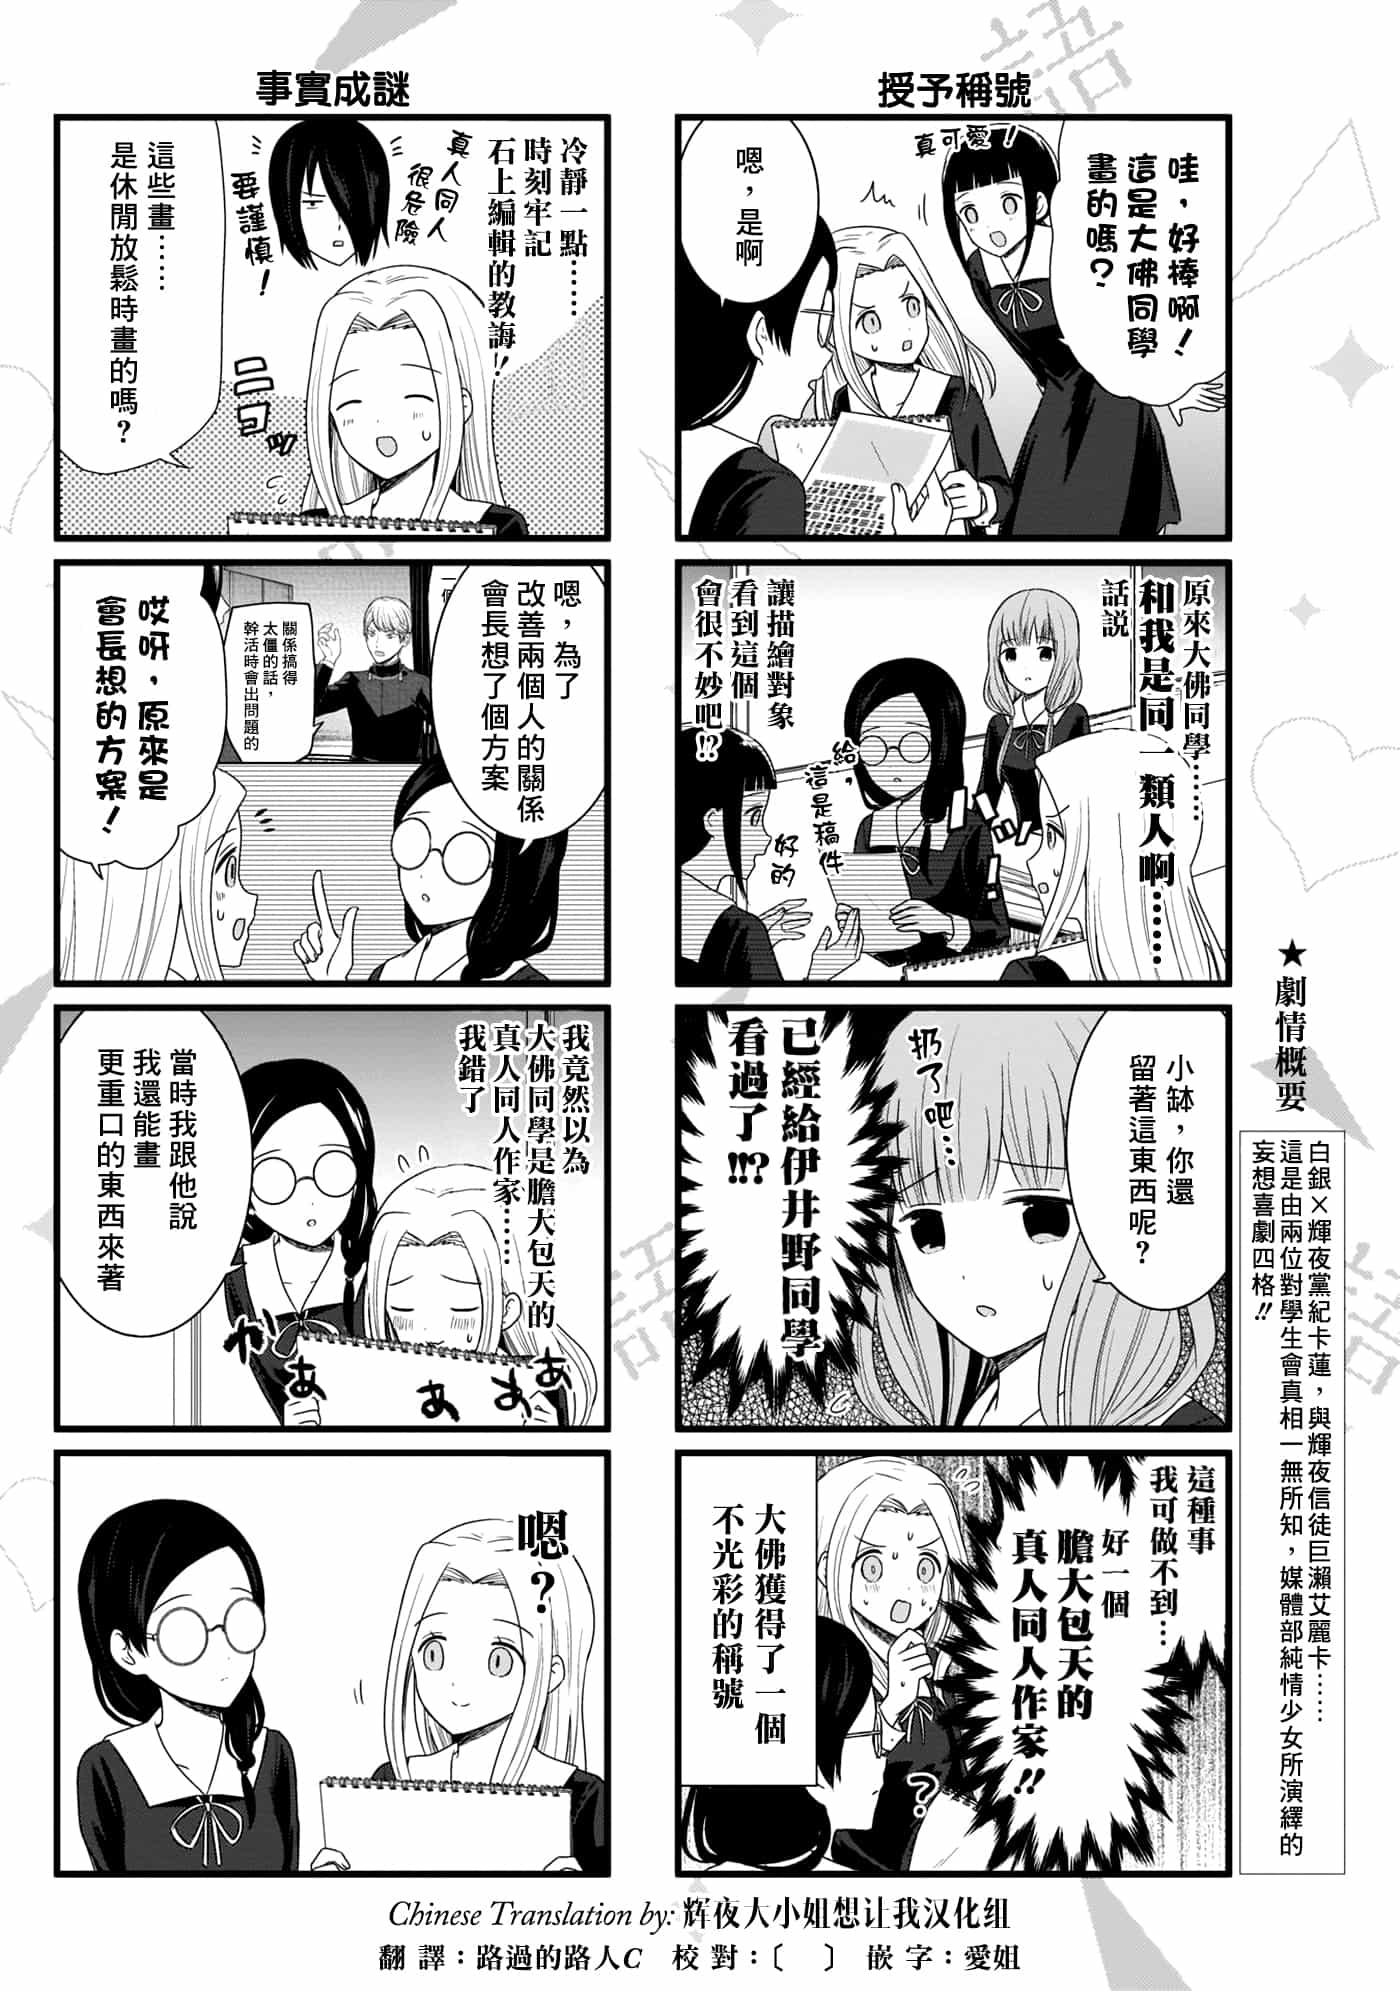 授予稱號
哇，好棒啊！
這是大佛同學
畫的嗎？
真可愛！
嗯，是啊
原來大佛同學……
和我是同一類人啊……
話說
讓描繪對象
看到這個
會很不妙吧!?
給，
這是稿件
好的
小缽，你還
留著這東西呢？
扔了吧…
已經給伊井野同學
看過了!!?
這種事
我可做不到…
好一個
膽大包天的
真人同人作家!!
？
大佛獲得了一個
不光彩的稱號
事實成謎
冷靜一點……
時刻牢記
石上編輯的教誨！
真人同人
很危險
要謹慎！
ニコッ
這些畫……
是休閒放鬆時畫的嗎？
嗯，為了
改善兩個人的關係
會長想了個方案
關係搞得
太僵的話，
幹活時會出問題的
哎呀，原來是
會長想的方案！
我竟然以為
大佛同學是膽大包天的
真人同人作家……
我錯了
かあああぁ
當時我跟他說
我還能畫
更重口的東西來著
嗯？
★劇情概要
白銀×輝夜黨紀卡蓮，與輝夜信徒巨瀨艾麗卡……
這是由兩位對學生會真相一無所知，媒體部純情少女所演繹的
妄想喜劇四格!!
Chinese Translation by: 辉夜大小姐想让我汉化组
翻譯：路過的路人C 校對：〔 〕 嵌字：愛姐